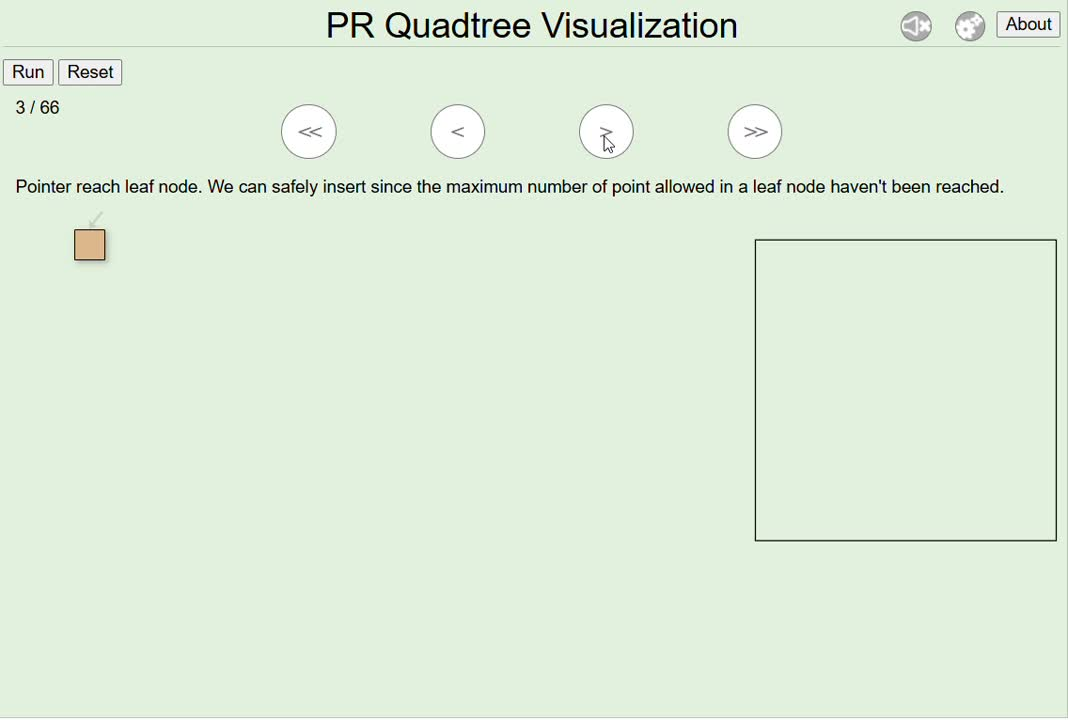 PR Quadtree Visualization
About
Run Reset
3 / 66
<< < > >>
Pointer reach leaf node. We can safely insert since the maximum number of point allowed in a leaf node haven't been reached.